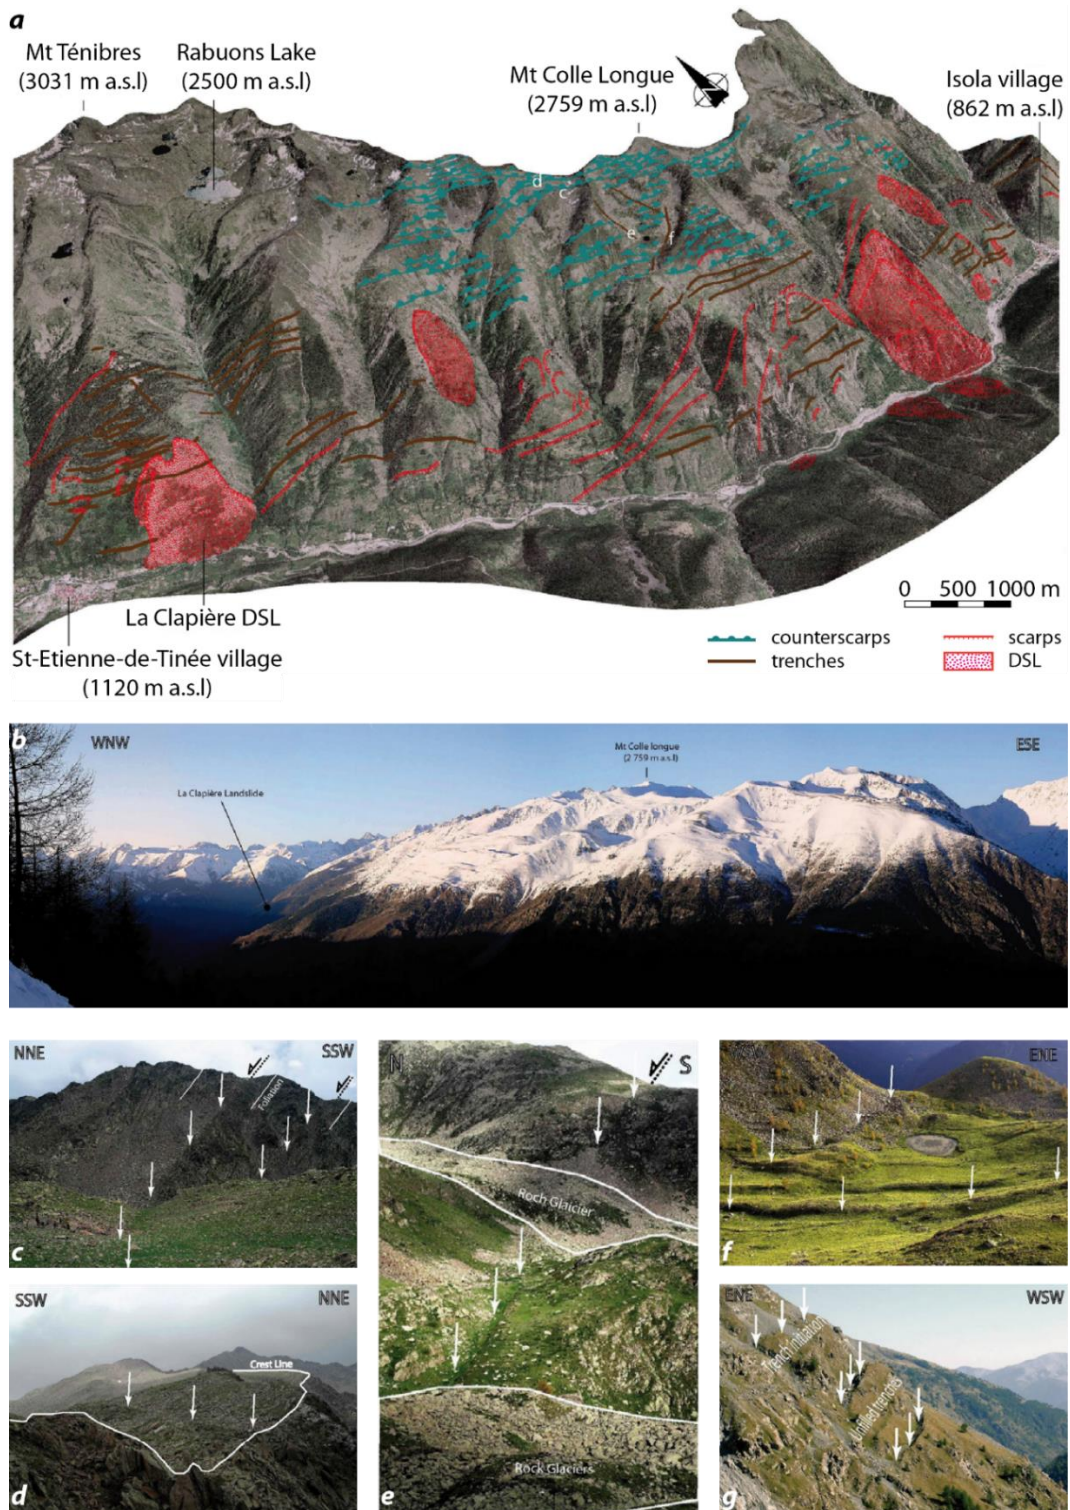 a
Mt Ténibres
(3031 m a.s.l)
Rabuons Lake
(2500 m a.s.l)
Mt Colle Longue
(2759 m a.s.l)
Isola village
(862 m a.s.l)
d
c
e
f
La Clapière DSL
St-Etienne-de-Tinée village
(1120 m a.s.l)
0 500 1000 m
counterscarps
scarps
trenches
DSL
b
WNW
Mt Colle longue
(2 759 m a.s.l)
ESE
La Clapière Landslide
NNE
SSW
Foliation
c
N
S
Roch Glacier
Rock Glaciers
e
ENE
f
SSW
NNE
Crest Line
d
ENE
WSW
Trench initiation
Unfilled trenches
g